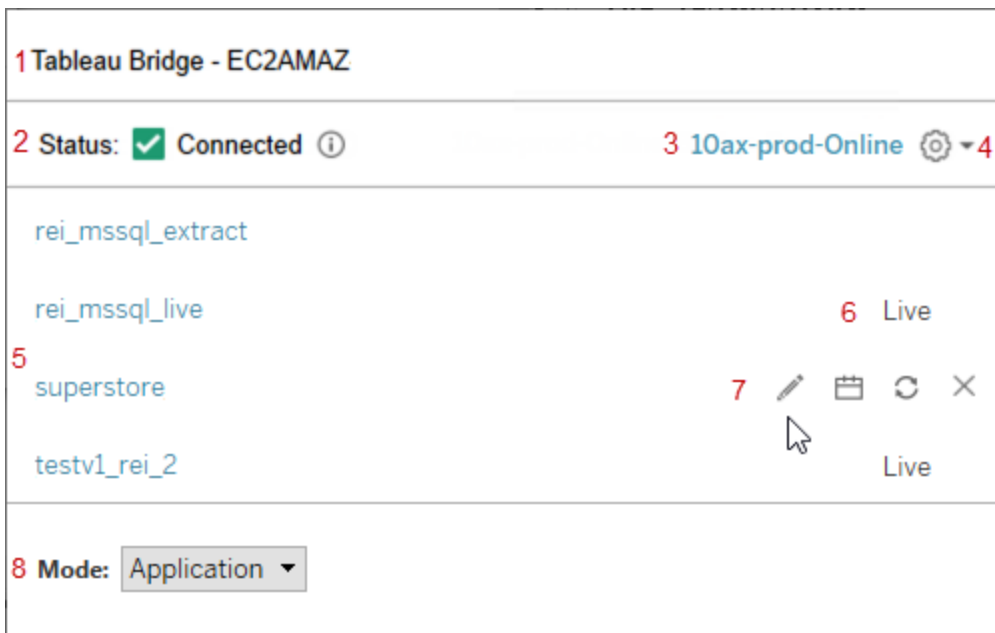 1 Tableau Bridge - EC2AMAZ
2 Status: Connected 3 10ax-prod-Online 4
rei_mssql_extract
rei_mssql_live 6 Live
5
superstore 7
testv1_rei_2 Live
8 Mode: Application